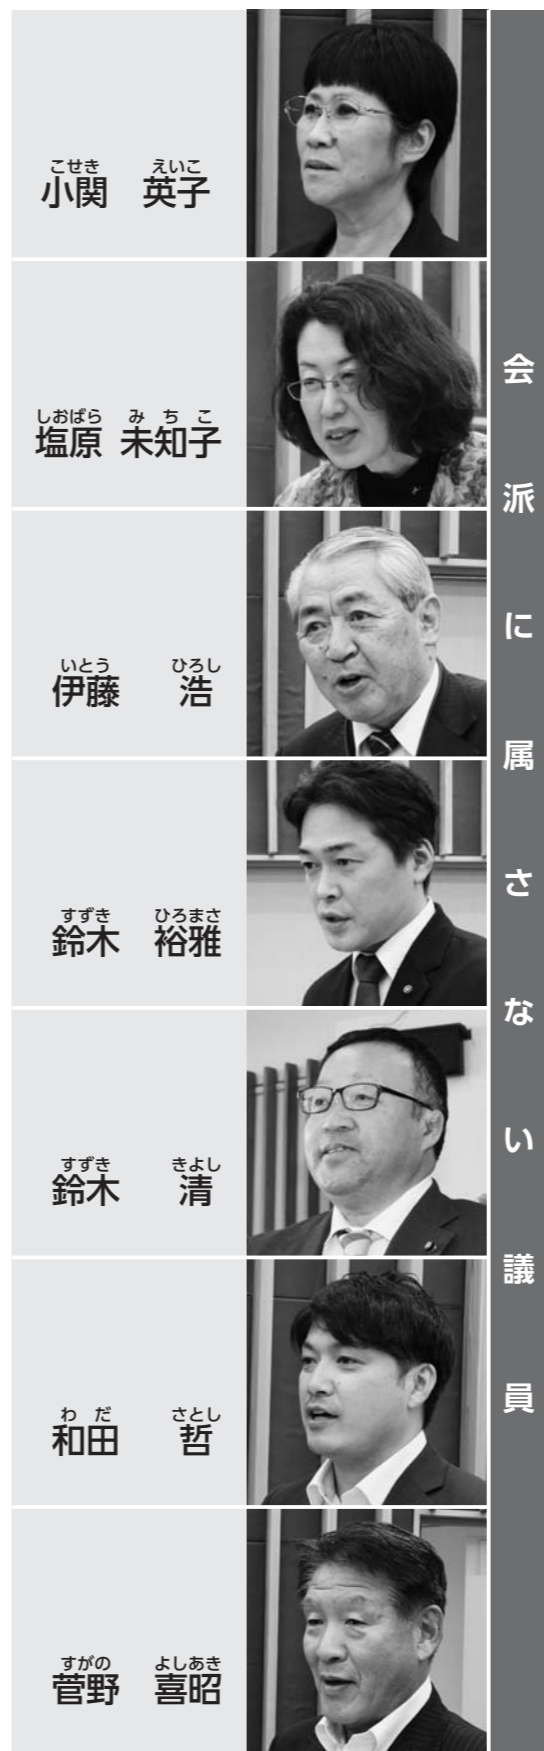 会派に属さない議員
こせき えいこ
小関 英子
しおばら みちこ
塩原 未知子
いとう ひろし
伊藤 浩
すずき ひろまさ
鈴木 裕雅
すずき きよし
鈴木 清
わだ さとし
和田 哲
すがの よしあき
菅野 喜昭